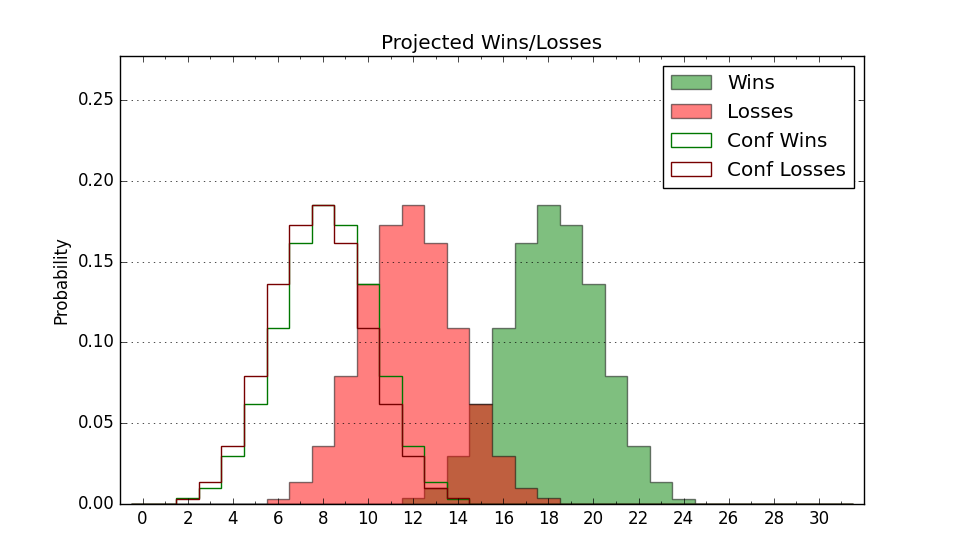 Projected Wins/Losses
Probability
0.25
0.20
0.15
0.10
0.05
0.00
0 2 4 6 8 10 12 14 16 18 20 22 24 26 28 30
Wins
Losses
Conf Wins
Conf Losses